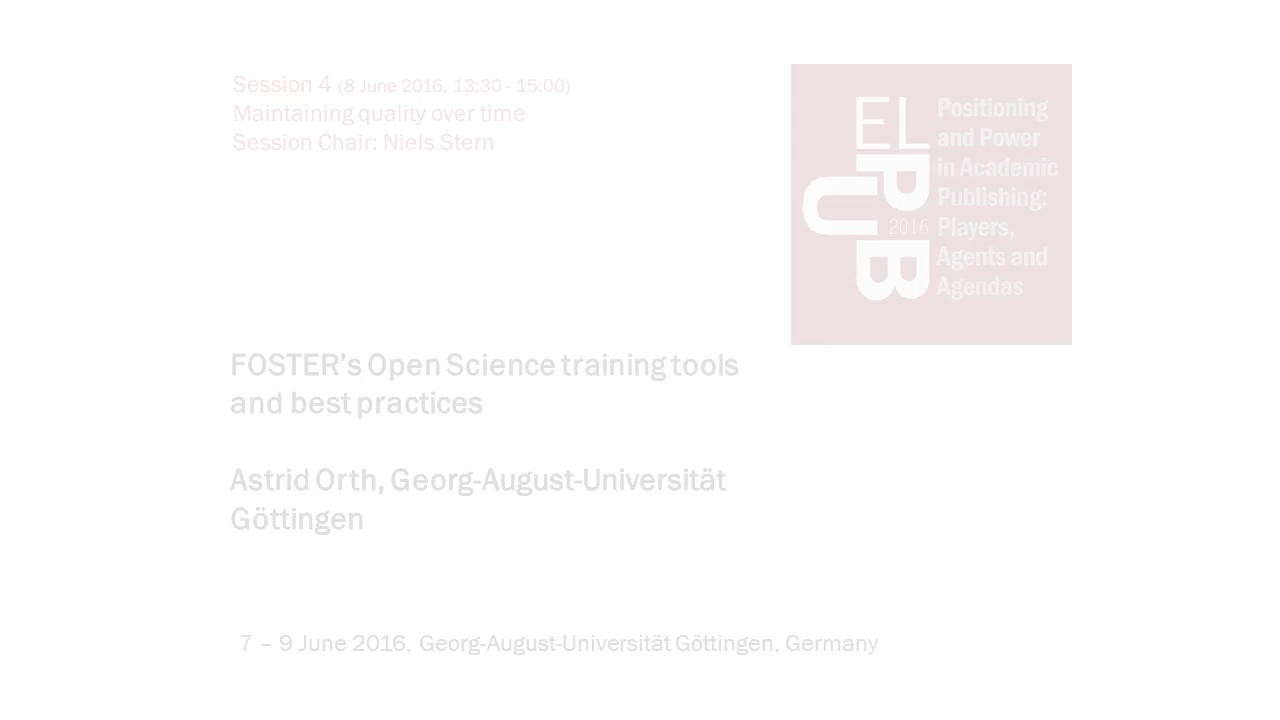 Session 4 (8 June 2016, 13:30 - 15:00)
Maintaining quality over time
Session Chair: Niels Stern
EL
PUB
2016
Positioning
and Power
in Academic
Publishing:
Players,
Agents and
Agendas
FOSTER’s Open Science training tools
and best practices
Astrid Orth, Georg-August-Universität
Göttingen
7 – 9 June 2016, Georg-August-Universität Göttingen, Germany